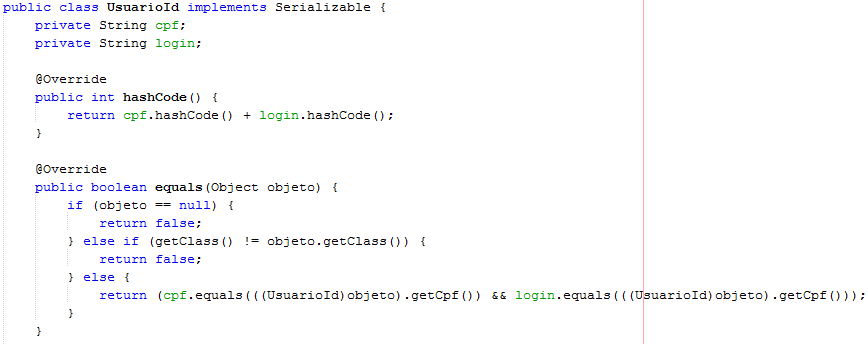 public class UsuarioId implements Serializable {
private String cpf;
private String login;
@Override
public int hashCode() {
return cpf.hashCode() + login.hashCode();
}
@Override
public boolean equals(Object objeto) {
if (objeto == null) {
return false;
} else if (getClass() != objeto.getClass()) {
return false;
} else {
return (cpf.equals(((UsuarioId)objeto).getCpf()) && login.equals(((UsuarioId)objeto).getCpf()));
}
}